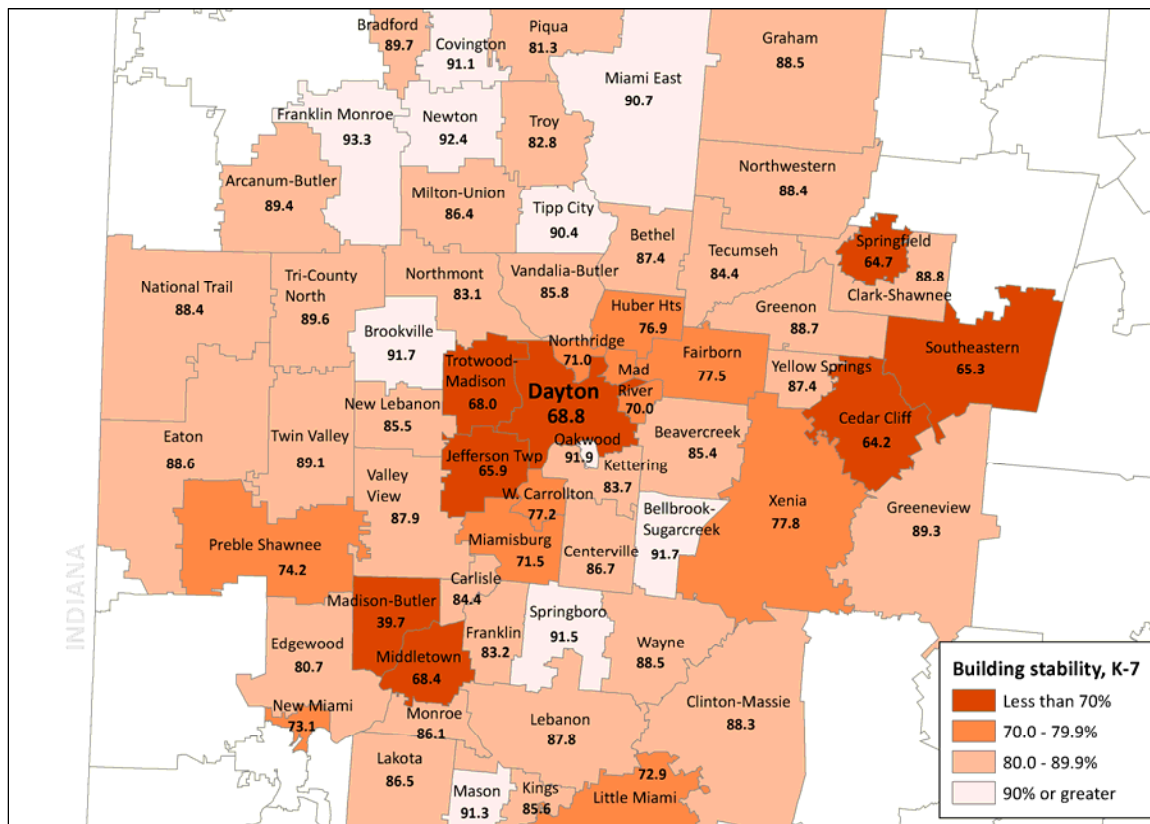 Bradford
89.7
Covington
91.1
Piqua
81.3
Graham
88.5
Miami East
90.7
Franklin Monroe
93.3
Newton
92.4
Troy
82.8
Northwestern
88.4
Arcanum-Butler
89.4
Milton-Union
86.4
Tipp City
90.4
Bethel
87.4
Tecumseh
84.4
Springfield
64.7
88.8
Clark-Shawnee
National Trail
88.4
Tri-County
North
89.6
Northmont
83.1
Vandalia-Butler
85.8
Huber Hts
76.9
Greenon
88.7
Brookville
91.7
Northridge
71.0
Mad
River
70.0
Fairborn
77.5
Yellow Springs
87.4
Southeastern
65.3
Trotwood-
Madison
68.0
Dayton
68.8
New Lebanon
85.5
Cedar Cliff
64.2
Eaton
88.6
Twin Valley
89.1
Jefferson Twp
65.9
Oakwood
91.9
Kettering
83.7
Beavercreek
85.4
Valley
View
87.9
W. Carrollton
77.2
Bellbrook-
Sugarcreek
91.7
Xenia
77.8
Greeneview
89.3
Preble Shawnee
74.2
Miamisburg
71.5
Centerville
86.7
INDIANA
Carlisle
84.4
Madison-Butler
39.7
Springboro
91.5
Edgewood
80.7
Middletown
68.4
Franklin
83.2
Wayne
88.5
New Miami
73.1
Monroe
86.1
Lebanon
87.8
Clinton-Massie
88.3
Lakota
86.5
Mason
91.3
Kings
85.6
72.9
Little Miami
Building stability, K-7
Less than 70%
70.0 - 79.9%
80.0 - 89.9%
90% or greater